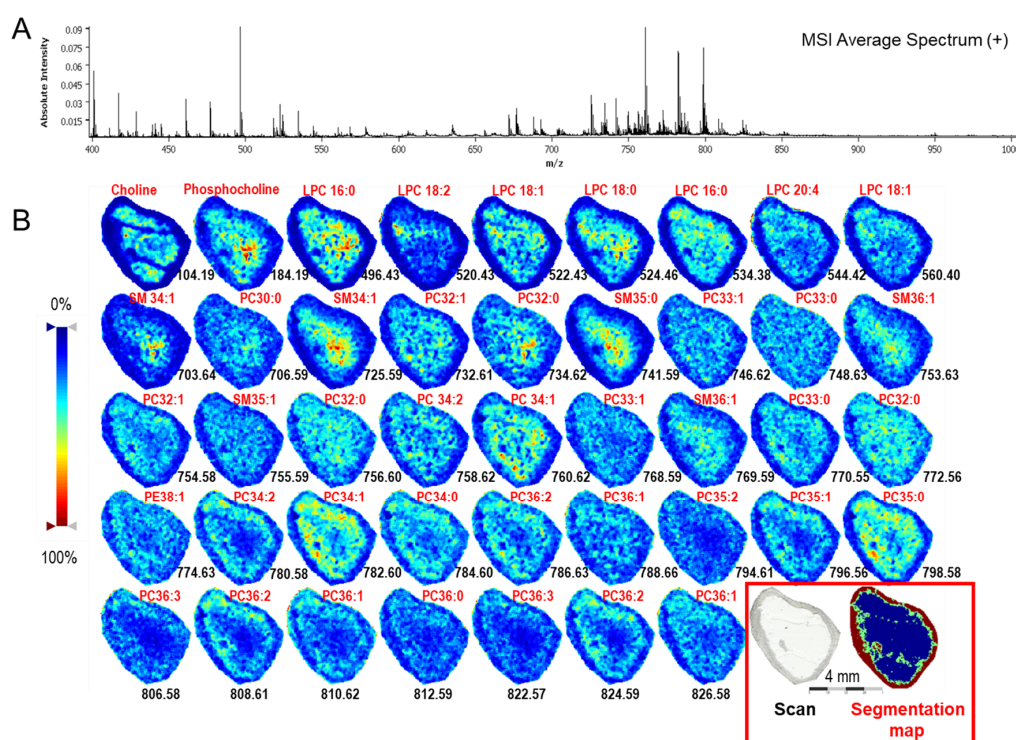 A
MSI Average Spectrum (+)
Absolute Intensity
0.09
0.075
0.06
0.045
0.03
0.015
400 450 500 550 600 650 700 750 800 850 900 950 100
m/z
B
Choline Phosphocholine LPC 16:0 LPC 18:2 LPC 18:1 LPC 18:0 LPC 16:0 LPC 20:4 LPC 18:1
104.19 184.19 496.43 520.43 522.43 524.46 534.38 544.42 560.40
0%
SM 34:1 PC30:0 SM34:1 PC32:1 PC32:0 SM35:0 PC33:1 PC33:0 SM36:1
703.64 706.59 725.59 732.61 734.62 741.59 746.62 748.63 753.63
PC32:1 SM35:1 PC32:0 PC 34:2 PC 34:1 PC33:1 SM36:1 PC33:0 PC32:0
754.58 755.59 756.60 758.62 760.62 768.59 769.59 770.55 772.56
PE38:1 PC34:2 PC34:1 PC34:0 PC36:2 PC36:1 PC35:2 PC35:1 PC35:0
100%
774.63 780.58 782.60 784.60 786.63 788.66 794.61 796.56 798.58
PC36:3 PC36:2 PC36:1 PC36:0 PC36:3 PC36:2 PC36:1
806.58 808.61 810.62 812.59 822.57 824.59 826.58
4 mm
Scan Segmentation
map